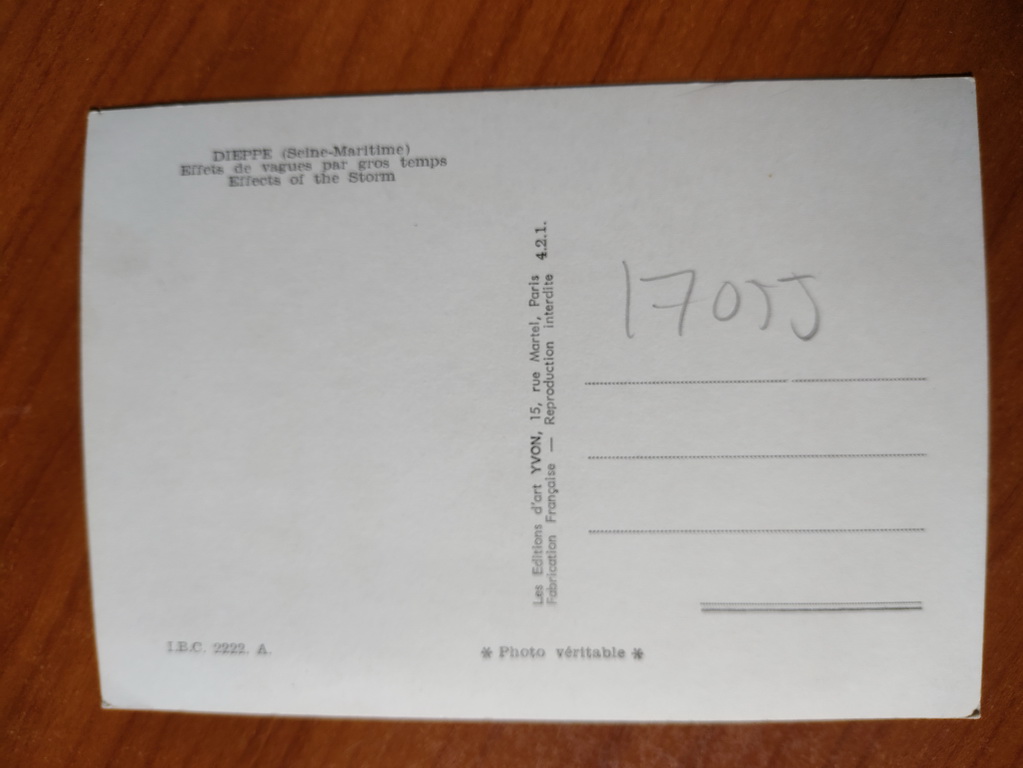 DIEPPE (Seine-Maritime)
Effets de vagues par gros temps
Effects of the Storm
Les Editions d'art YVON, 15, rue Martel, Paris 4.2.1.
Fabrication Française — Reproduction interdite
17055
I.B.C. 2222. A.
* Photo véritable *